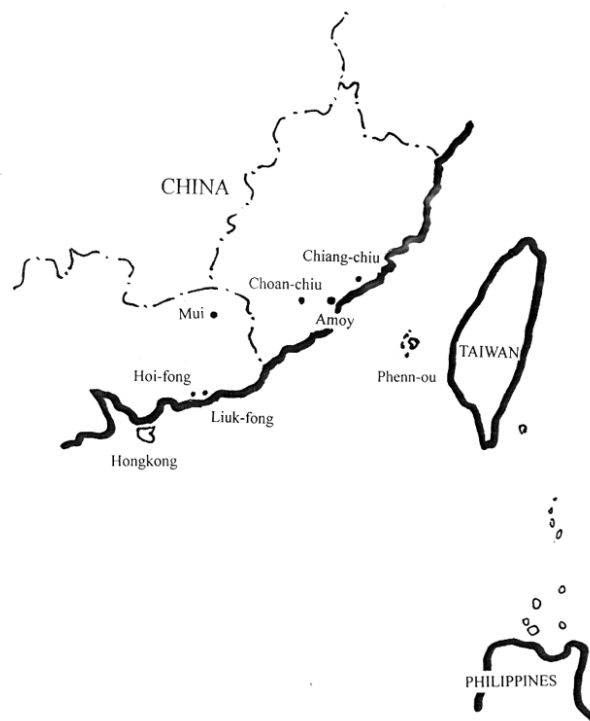 CHINA
Chiang-chiu
Choan-chiu
Mui
Amoy
TAIWAN
Phenn-ou
Hoi-fong
Liuk-fong
Hongkong
PHILIPPINES